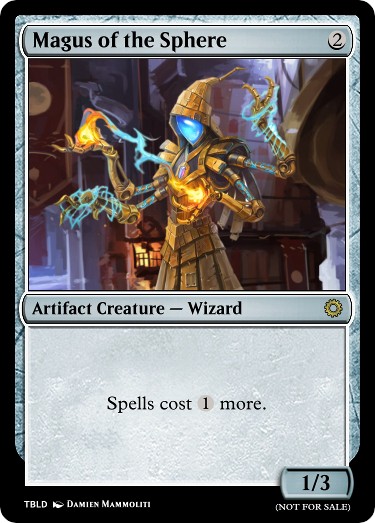 Magus of the Sphere 2
Artifact Creature — Wizard
Spells cost 1 more.
1/3
TBLD Damien Mammoliti
(NOT FOR SALE)